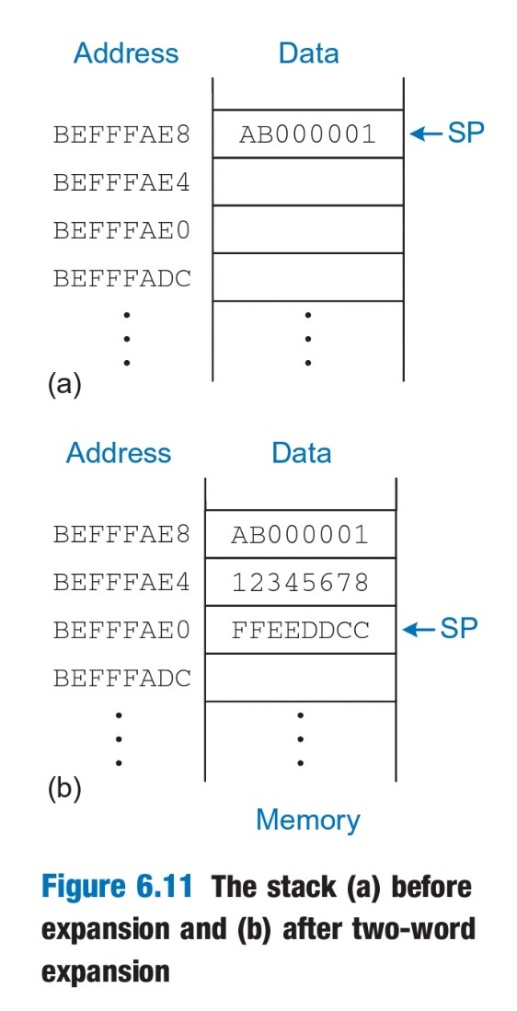 Address Data
BEFFFAE8 AB000001 SP
BEFFFAE4
BEFFFAE0
BEFFFADC
(a)
Address Data
BEFFFAE8 AB000001
BEFFFAE4 12345678
BEFFFAE0 FFEEDDCC SP
BEFFFADC
(b)
Memory
Figure 6.11 The stack (a) before
expansion and (b) after two-word
expansion